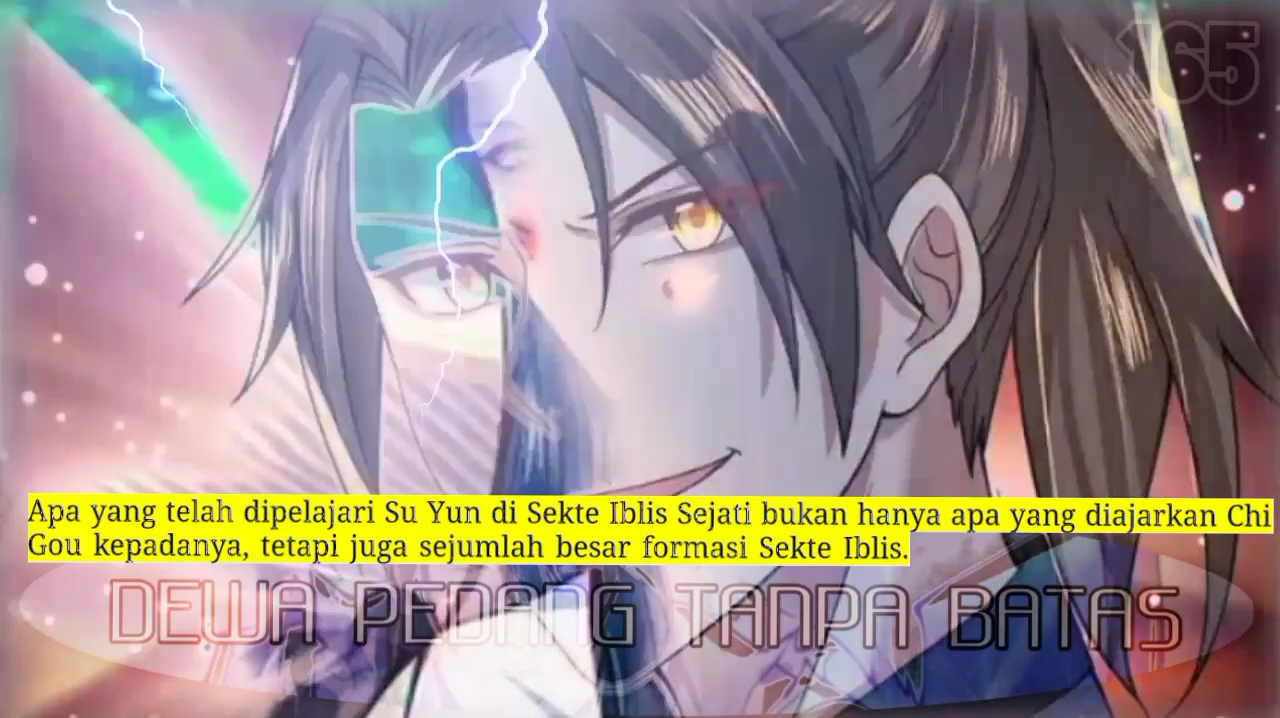 165
Apa yang telah dipelajari Su Yun di Sekte Iblis Sejati bukan hanya apa yang diajarkan Chi
Gou kepadanya, tetapi juga sejumlah besar formasi Sekte Iblis.
DEWA PEDANG TANPA BATAS